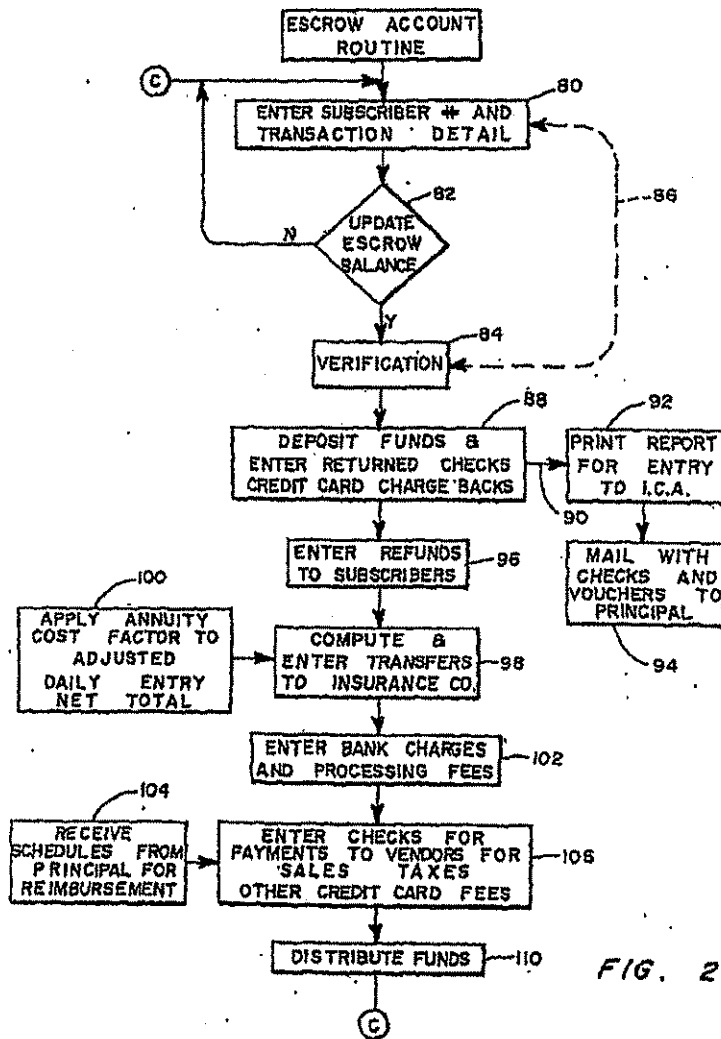 ESCROW ACCOUNT
ROUTINE
C
80
ENTER SUBSCRIBER # AND
TRANSACTION DETAIL
82
86
UPDATE
ESCROW
BALANCE
N
Y
84
VERIFICATION
88
DEPOSIT FUNDS &
ENTER RETURNED CHECKS
CREDIT CARD CHARGE BACKS
90
92
PRINT REPORT
FOR ENTRY
TO I.C.A.
MAIL WITH
CHECKS AND
VOUCHERS TO
PRINCIPAL
94
ENTER REFUNDS
TO SUBSCRIBERS
96
100
APPLY ANNUITY
COST FACTOR TO
ADJUSTED
DAILY ENTRY
NET TOTAL
COMPUTE &
ENTER TRANSFERS
TO INSURANCE CO.
98
ENTER BANK CHARGES
AND PROCESSING FEES
102
104
RECEIVE
SCHEDULES FROM
PRINCIPAL FOR
REIMBURSEMENT
ENTER CHECKS FOR
PAYMENTS TO VENDORS FOR
SALES TAXES
OTHER CREDIT CARD FEES
106
DISTRIBUTE FUNDS
110
FIG. 2
C